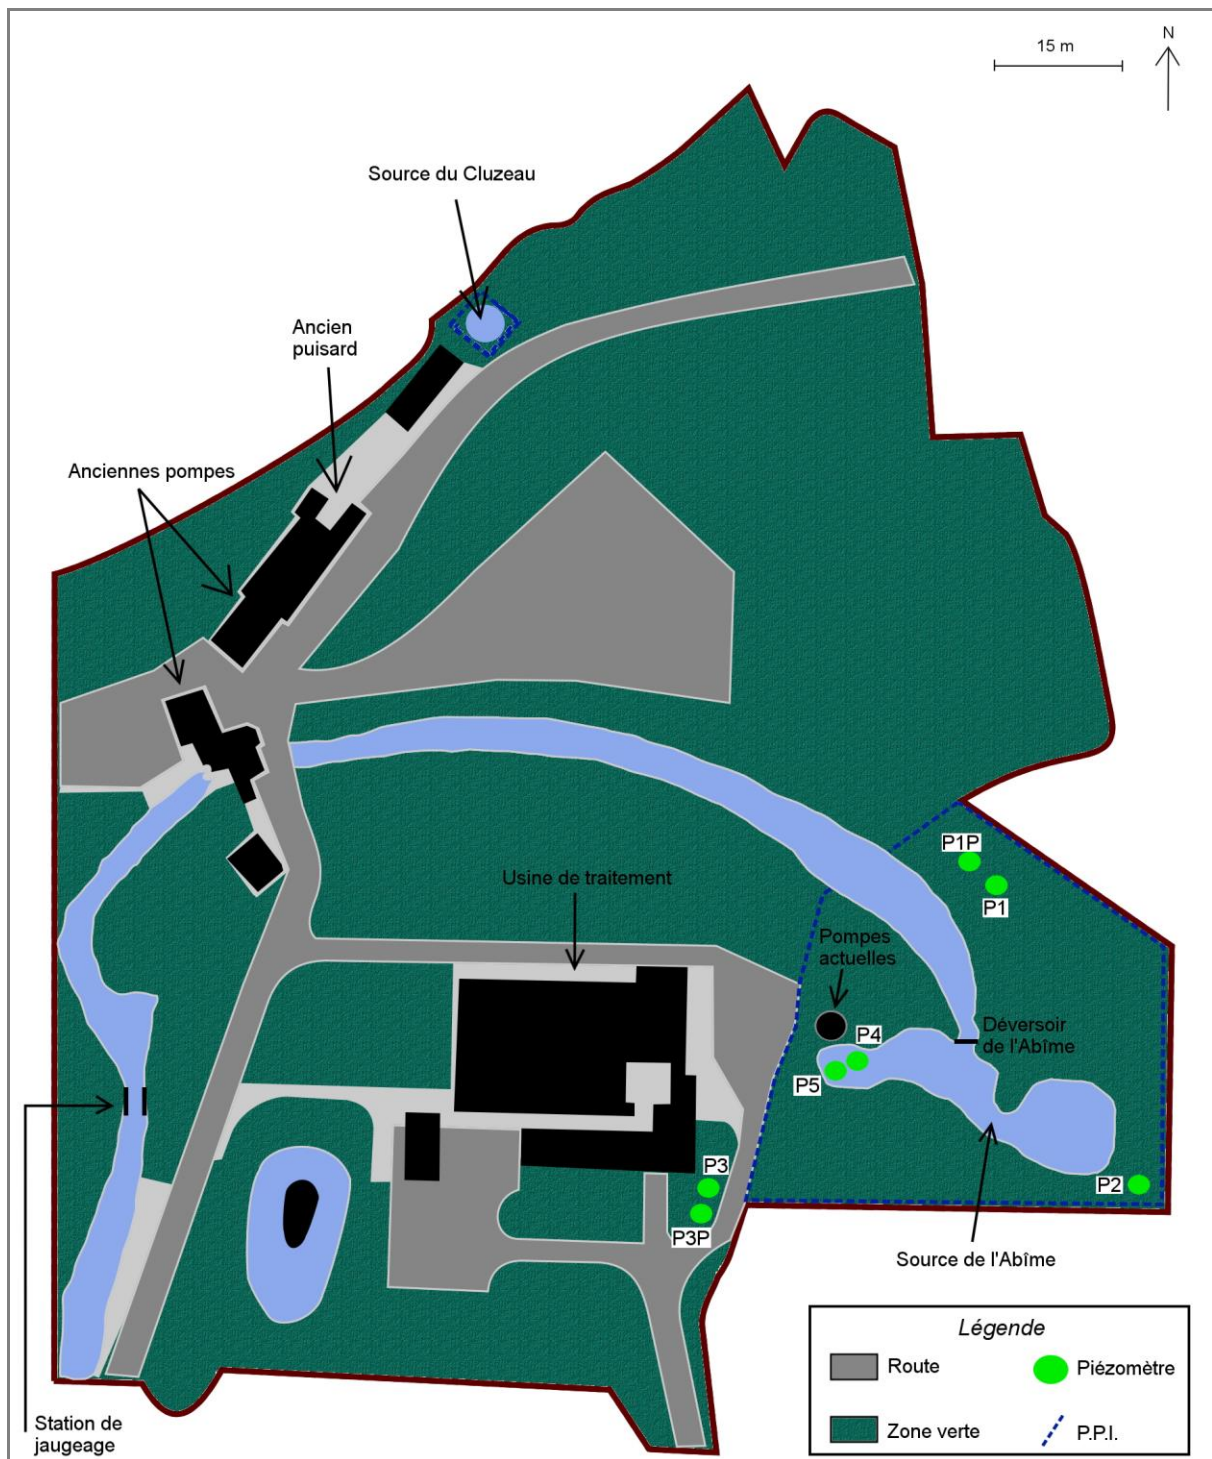 N
15 m
Source du Cluzeau
Ancien
puisard
Anciennes pompes
P1P
P1
Usine de traitement
Pompes
actuelles
Déversoir
de l'Abîme
P4
P5
P3
P2
P3P
Source de l'Abîme
Légende
Route
Piézomètre
Zone verte
P.P.I.
Station de
jaugeage